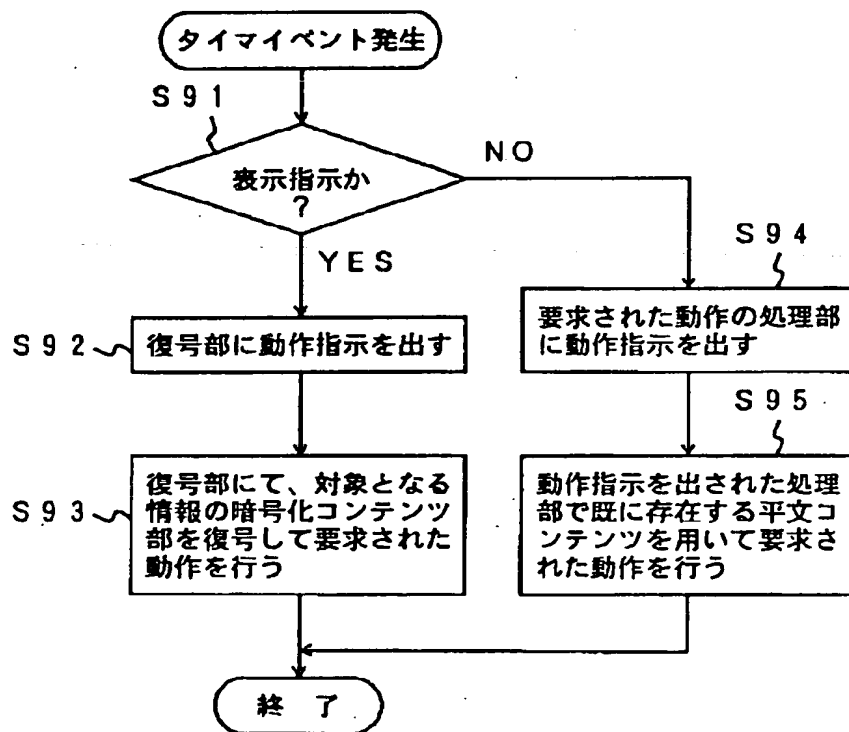 タイマイベント発生
S91
表示指示か
?
NO
YES
S94
S92
復号部に動作指示を出す
要求された動作の処理部
に動作指示を出す
S95
S93
復号部にて、対象となる
情報の暗号化コンテンツ
部を復号して要求された
動作を行う
動作指示を出された処理
部で既に存在する平文コ
ンテンツを用いて要求さ
れた動作を行う
終 了